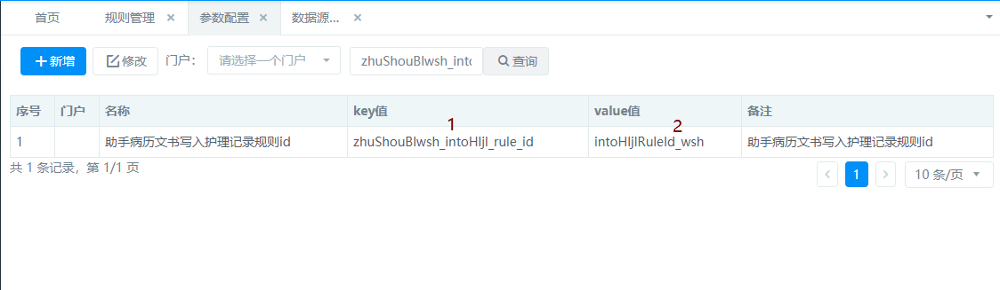 首页 规则管理 参数配置 数据源...
新增 修改 门户： 请选择一个门户 zhuShouBlwsh_into 查询
序号 门户 名称 key值 value值 备注
1 2
1 助手病历文书写入护理记录规则id zhuShouBlwsh_intoHljl_rule_id intoHljlRuleId_wsh 助手病历文书写入护理记录规则id
共 1 条记录，第 1/1 页 1 10 条/页